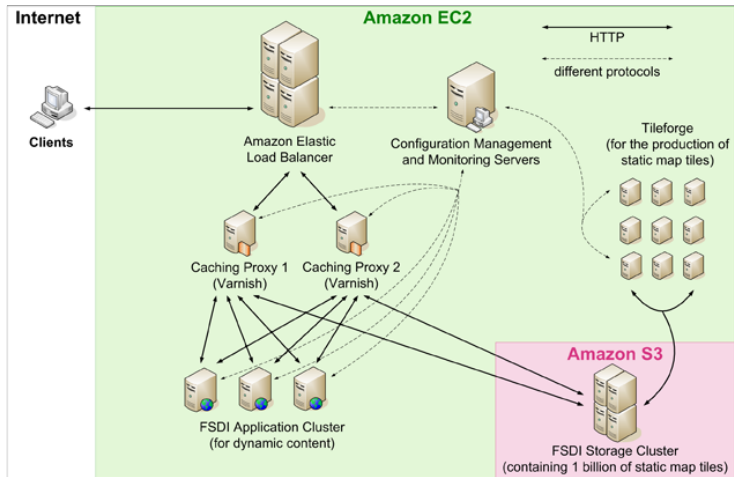 Internet
Amazon EC2
HTTP
different protocols
Clients
Amazon Elastic
Load Balancer
Configuration Management
and Monitoring Servers
Tileforge
(for the production of
static map tiles)
Caching Proxy 1
(Varnish)
Caching Proxy 2
(Varnish)
Amazon S3
FSDI Application Cluster
(for dynamic content)
FSDI Storage Cluster
(containing 1 billion of static map tiles)